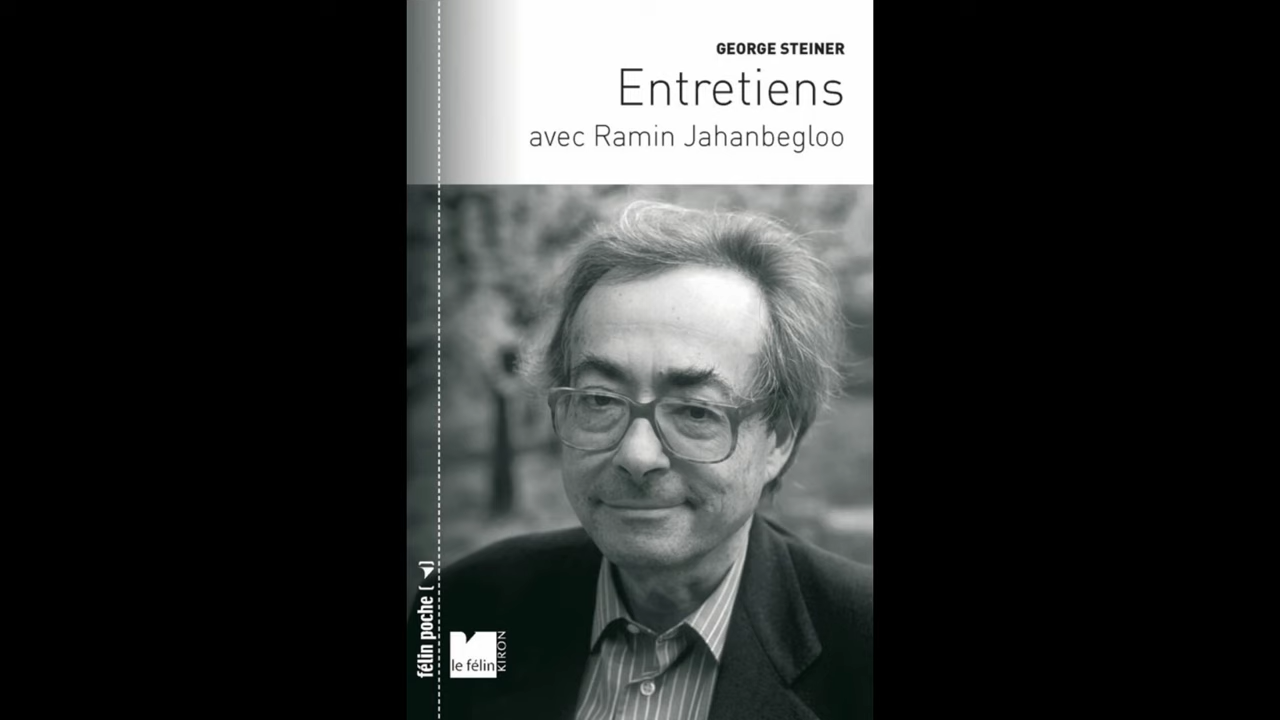 GEORGE STEINER
Entretiens
avec Ramin Jahanbegloo
félin poche
le félin
KIRON